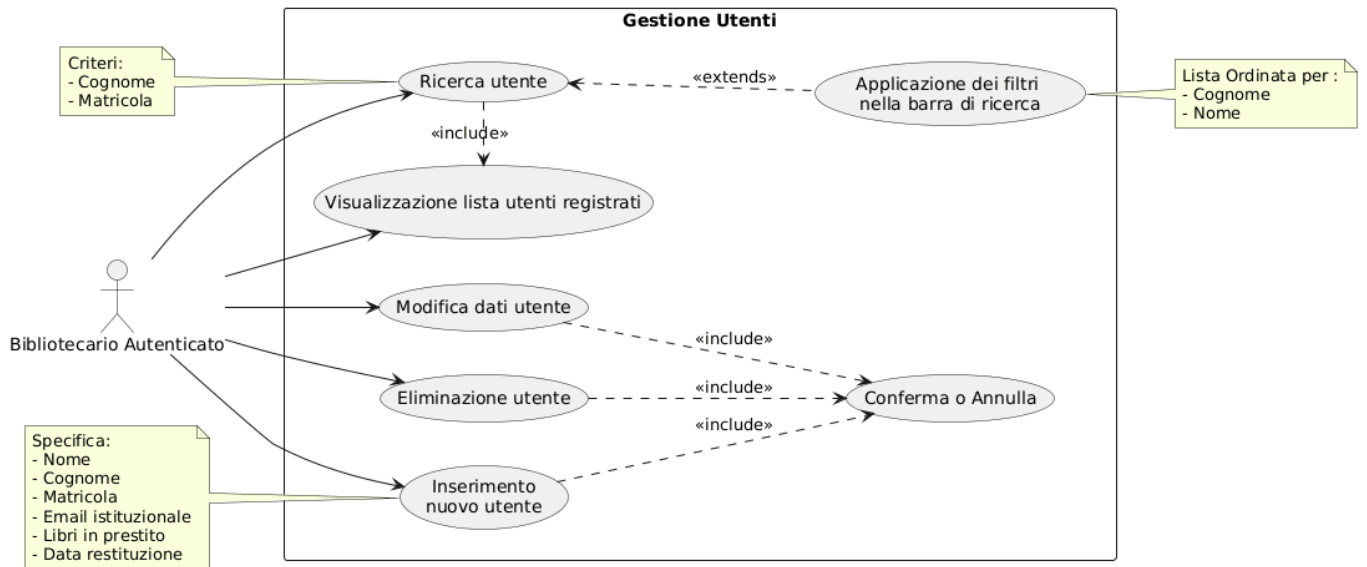 Gestione Utenti
Criteri:
- Cognome
- Matricola
Ricerca utente
«extends»
Applicazione dei filtri
nella barra di ricerca
Lista Ordinata per :
- Cognome
- Nome
«include»
Visualizzazione lista utenti registrati
Bibliotecario Autenticato
Modifica dati utente
«include»
Eliminazione utente
«include»
Conferma o Annulla
«include»
Specifica:
- Nome
- Cognome
- Matricola
- Email istituzionale
- Libri in prestito
- Data restituzione
Inserimento
nuovo utente